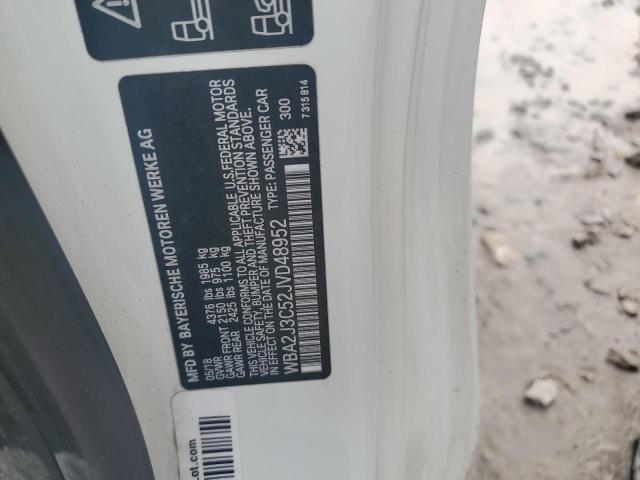 MFD BY BAYERISCHE MOTOREN WERKE AG
05/18 4376 lbs 1985 kg
GVWR
GAWR FRONT 2150 lbs 975 kg
GAWR REAR 2425 lbs 1100 kg
THIS VEHICLE CONFORMS TO ALL APPLICABLE U.S.FEDERAL MOTOR
VEHICLE SAFETY, BUMPER AND THEFT PREVENTION STANDARDS
IN EFFECT ON THE DATE OF MANUFACTURE SHOWN ABOVE.
WBA2J3C52JVD48952 TYPE: PASSENGER CAR
300
7315814
ot.com